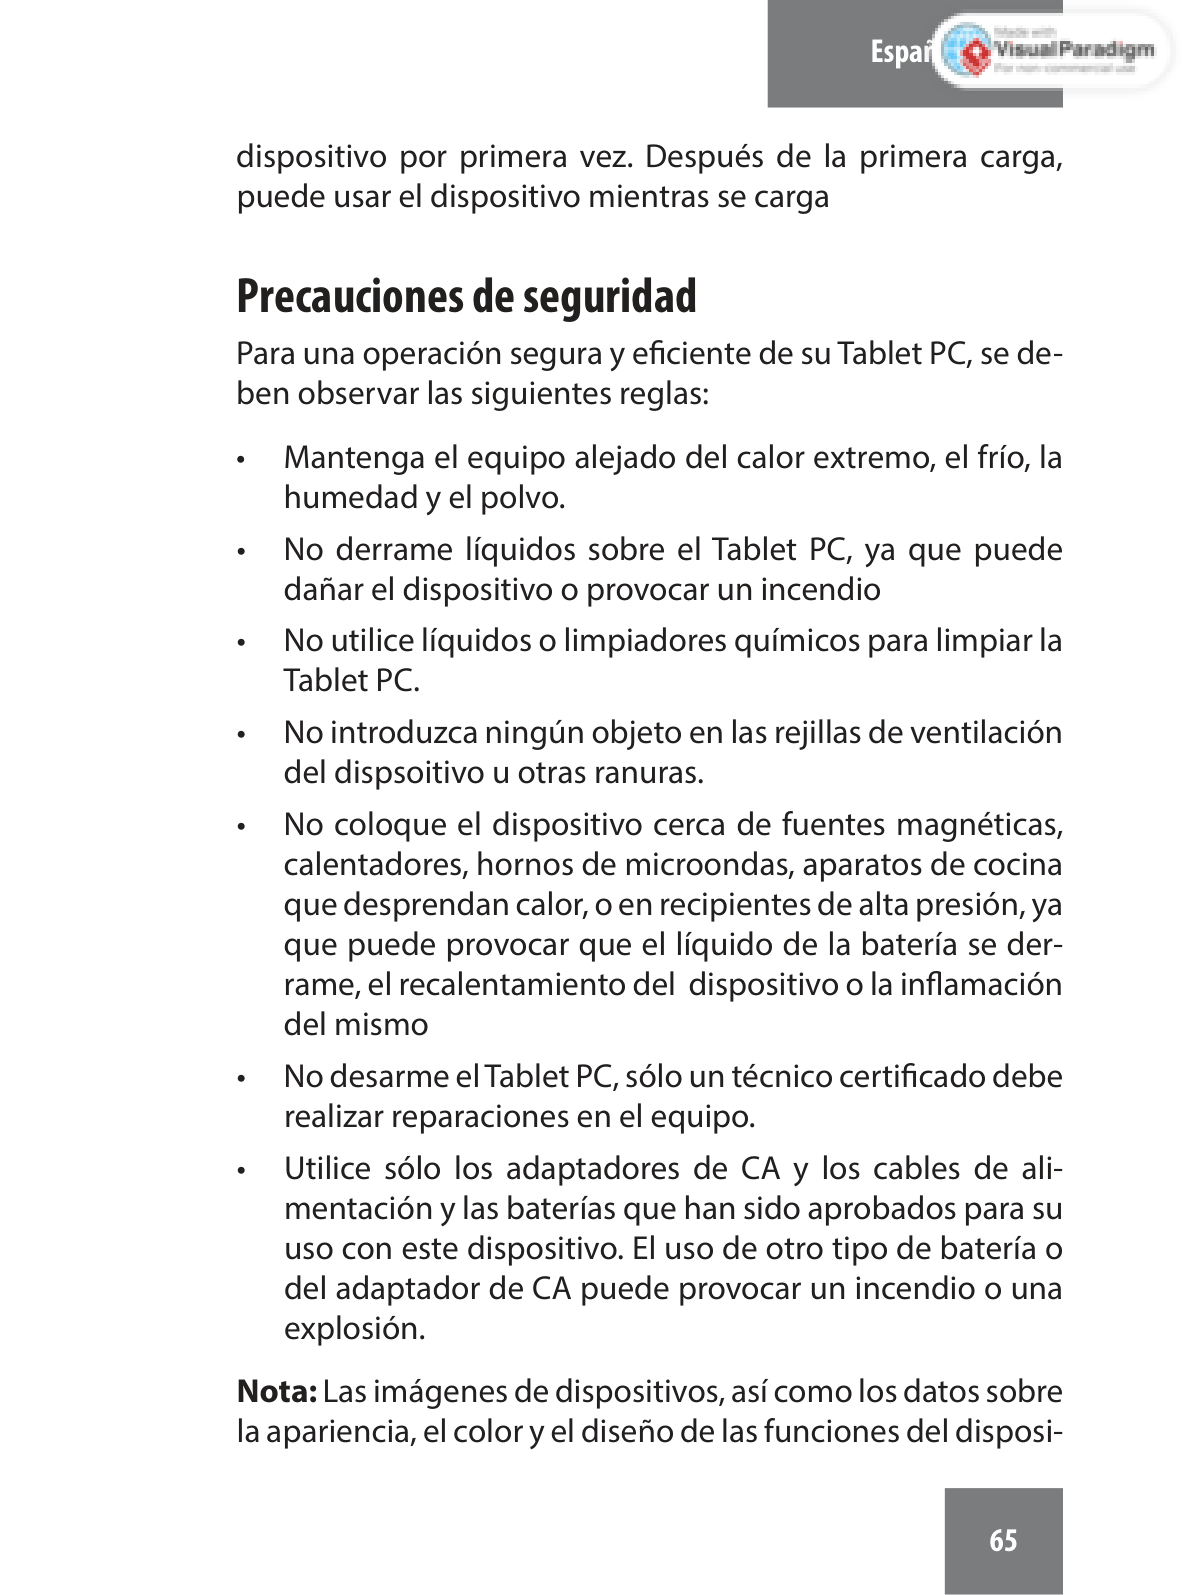 Españ
Made with
Visual Paradigm
For non-commercial use
dispositivo por primera vez. Después de la primera carga,
puede usar el dispositivo mientras se carga
Precauciones de seguridad
Para una operación segura y eficiente de su Tablet PC, se de-
ben observar las siguientes reglas:
• Mantenga el equipo alejado del calor extremo, el frío, la
humedad y el polvo.
• No derrame líquidos sobre el Tablet PC, ya que puede
dañar el dispositivo o provocar un incendio
• No utilice líquidos o limpiadores químicos para limpiar la
Tablet PC.
• No introduzca ningún objeto en las rejillas de ventilación
del dispsoitivo u otras ranuras.
• No coloque el dispositivo cerca de fuentes magnéticas,
calentadores, hornos de microondas, aparatos de cocina
que desprendan calor, o en recipientes de alta presión, ya
que puede provocar que el líquido de la batería se der-
rame, el recalentamiento del  dispositivo o la inflamación
del mismo
• No desarme el Tablet PC, sólo un técnico certificado debe
realizar reparaciones en el equipo.
• Utilice sólo los adaptadores de CA y los cables de ali-
mentación y las baterías que han sido aprobados para su
uso con este dispositivo. El uso de otro tipo de batería o
del adaptador de CA puede provocar un incendio o una
explosión.
Nota: Las imágenes de dispositivos, así como los datos sobre
la apariencia, el color y el diseño de las funciones del disposi-
65